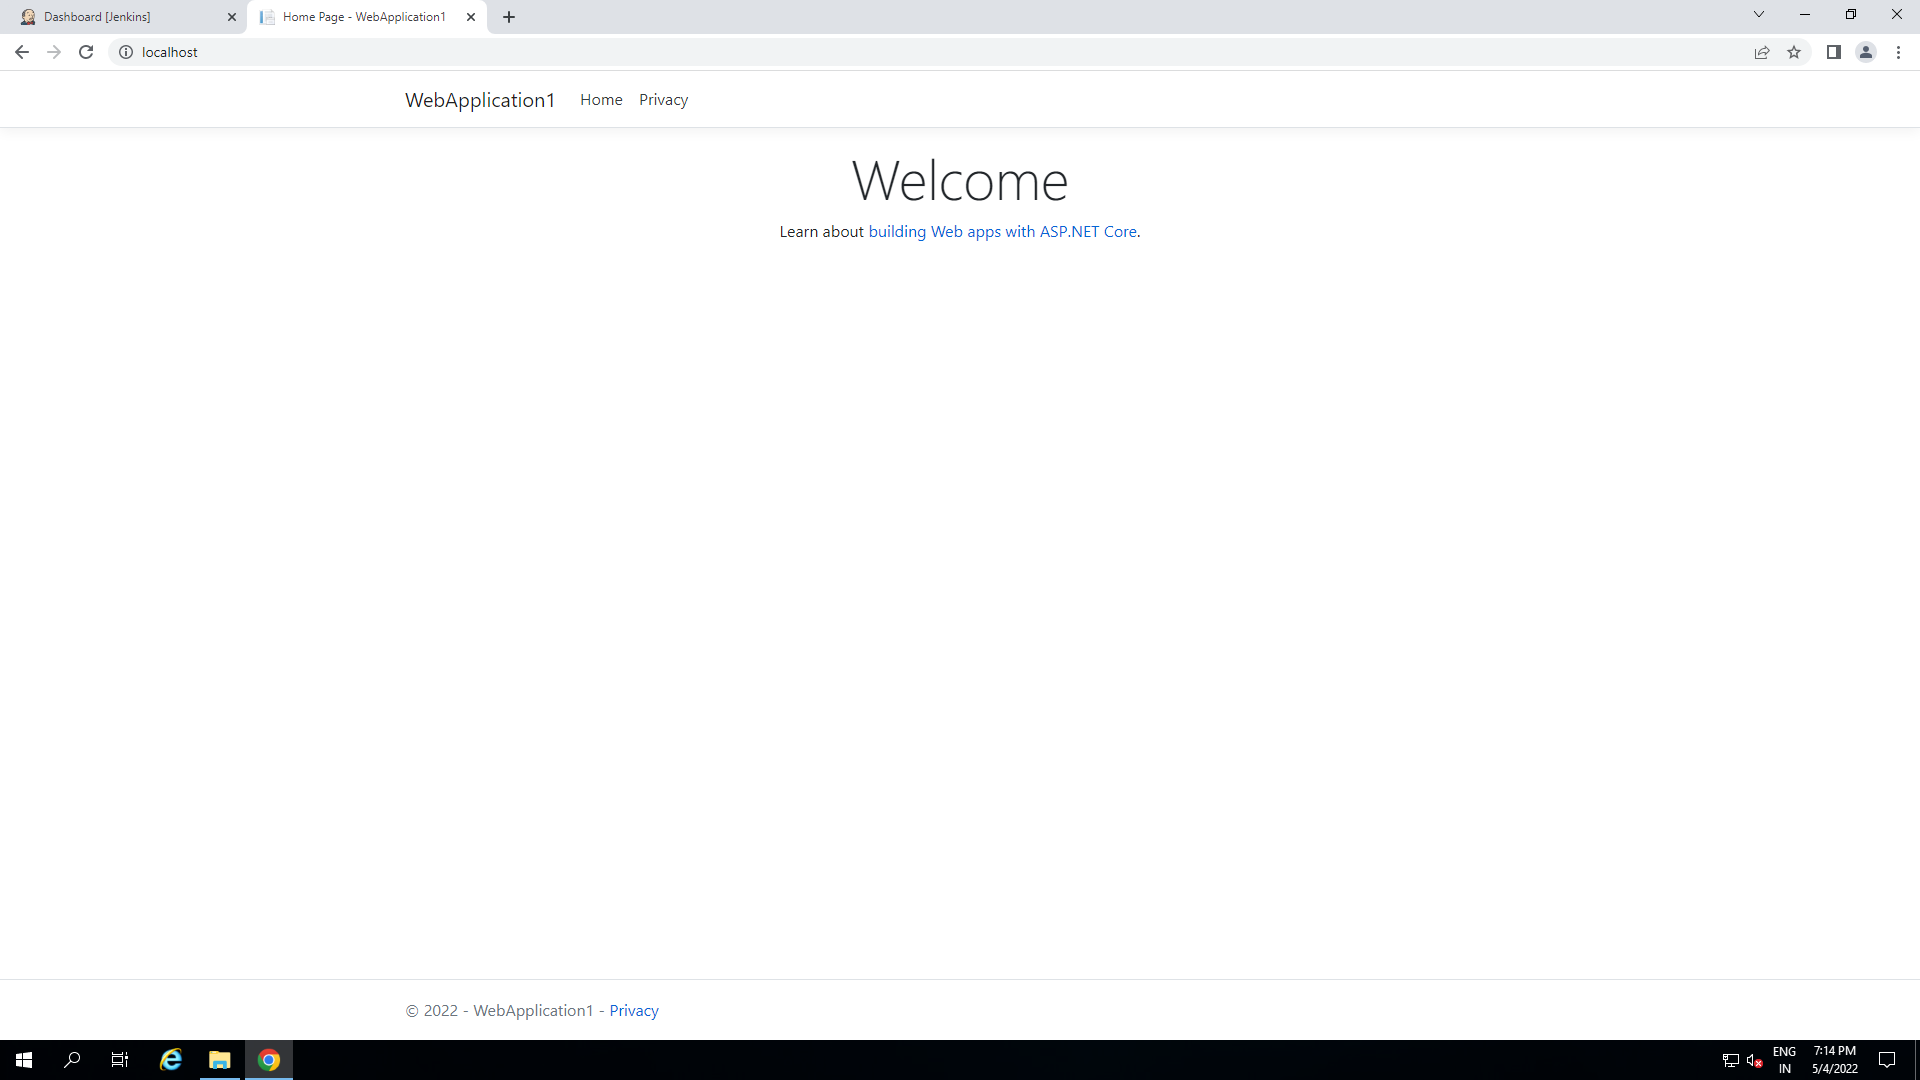 Dashboard [Jenkins]
Home Page - WebApplication1
localhost
WebApplication1 Home Privacy
Welcome
Learn about building Web apps with ASP.NET Core.
© 2022 - WebApplication1 - Privacy
ENG
IN
7:14 PM
5/4/2022